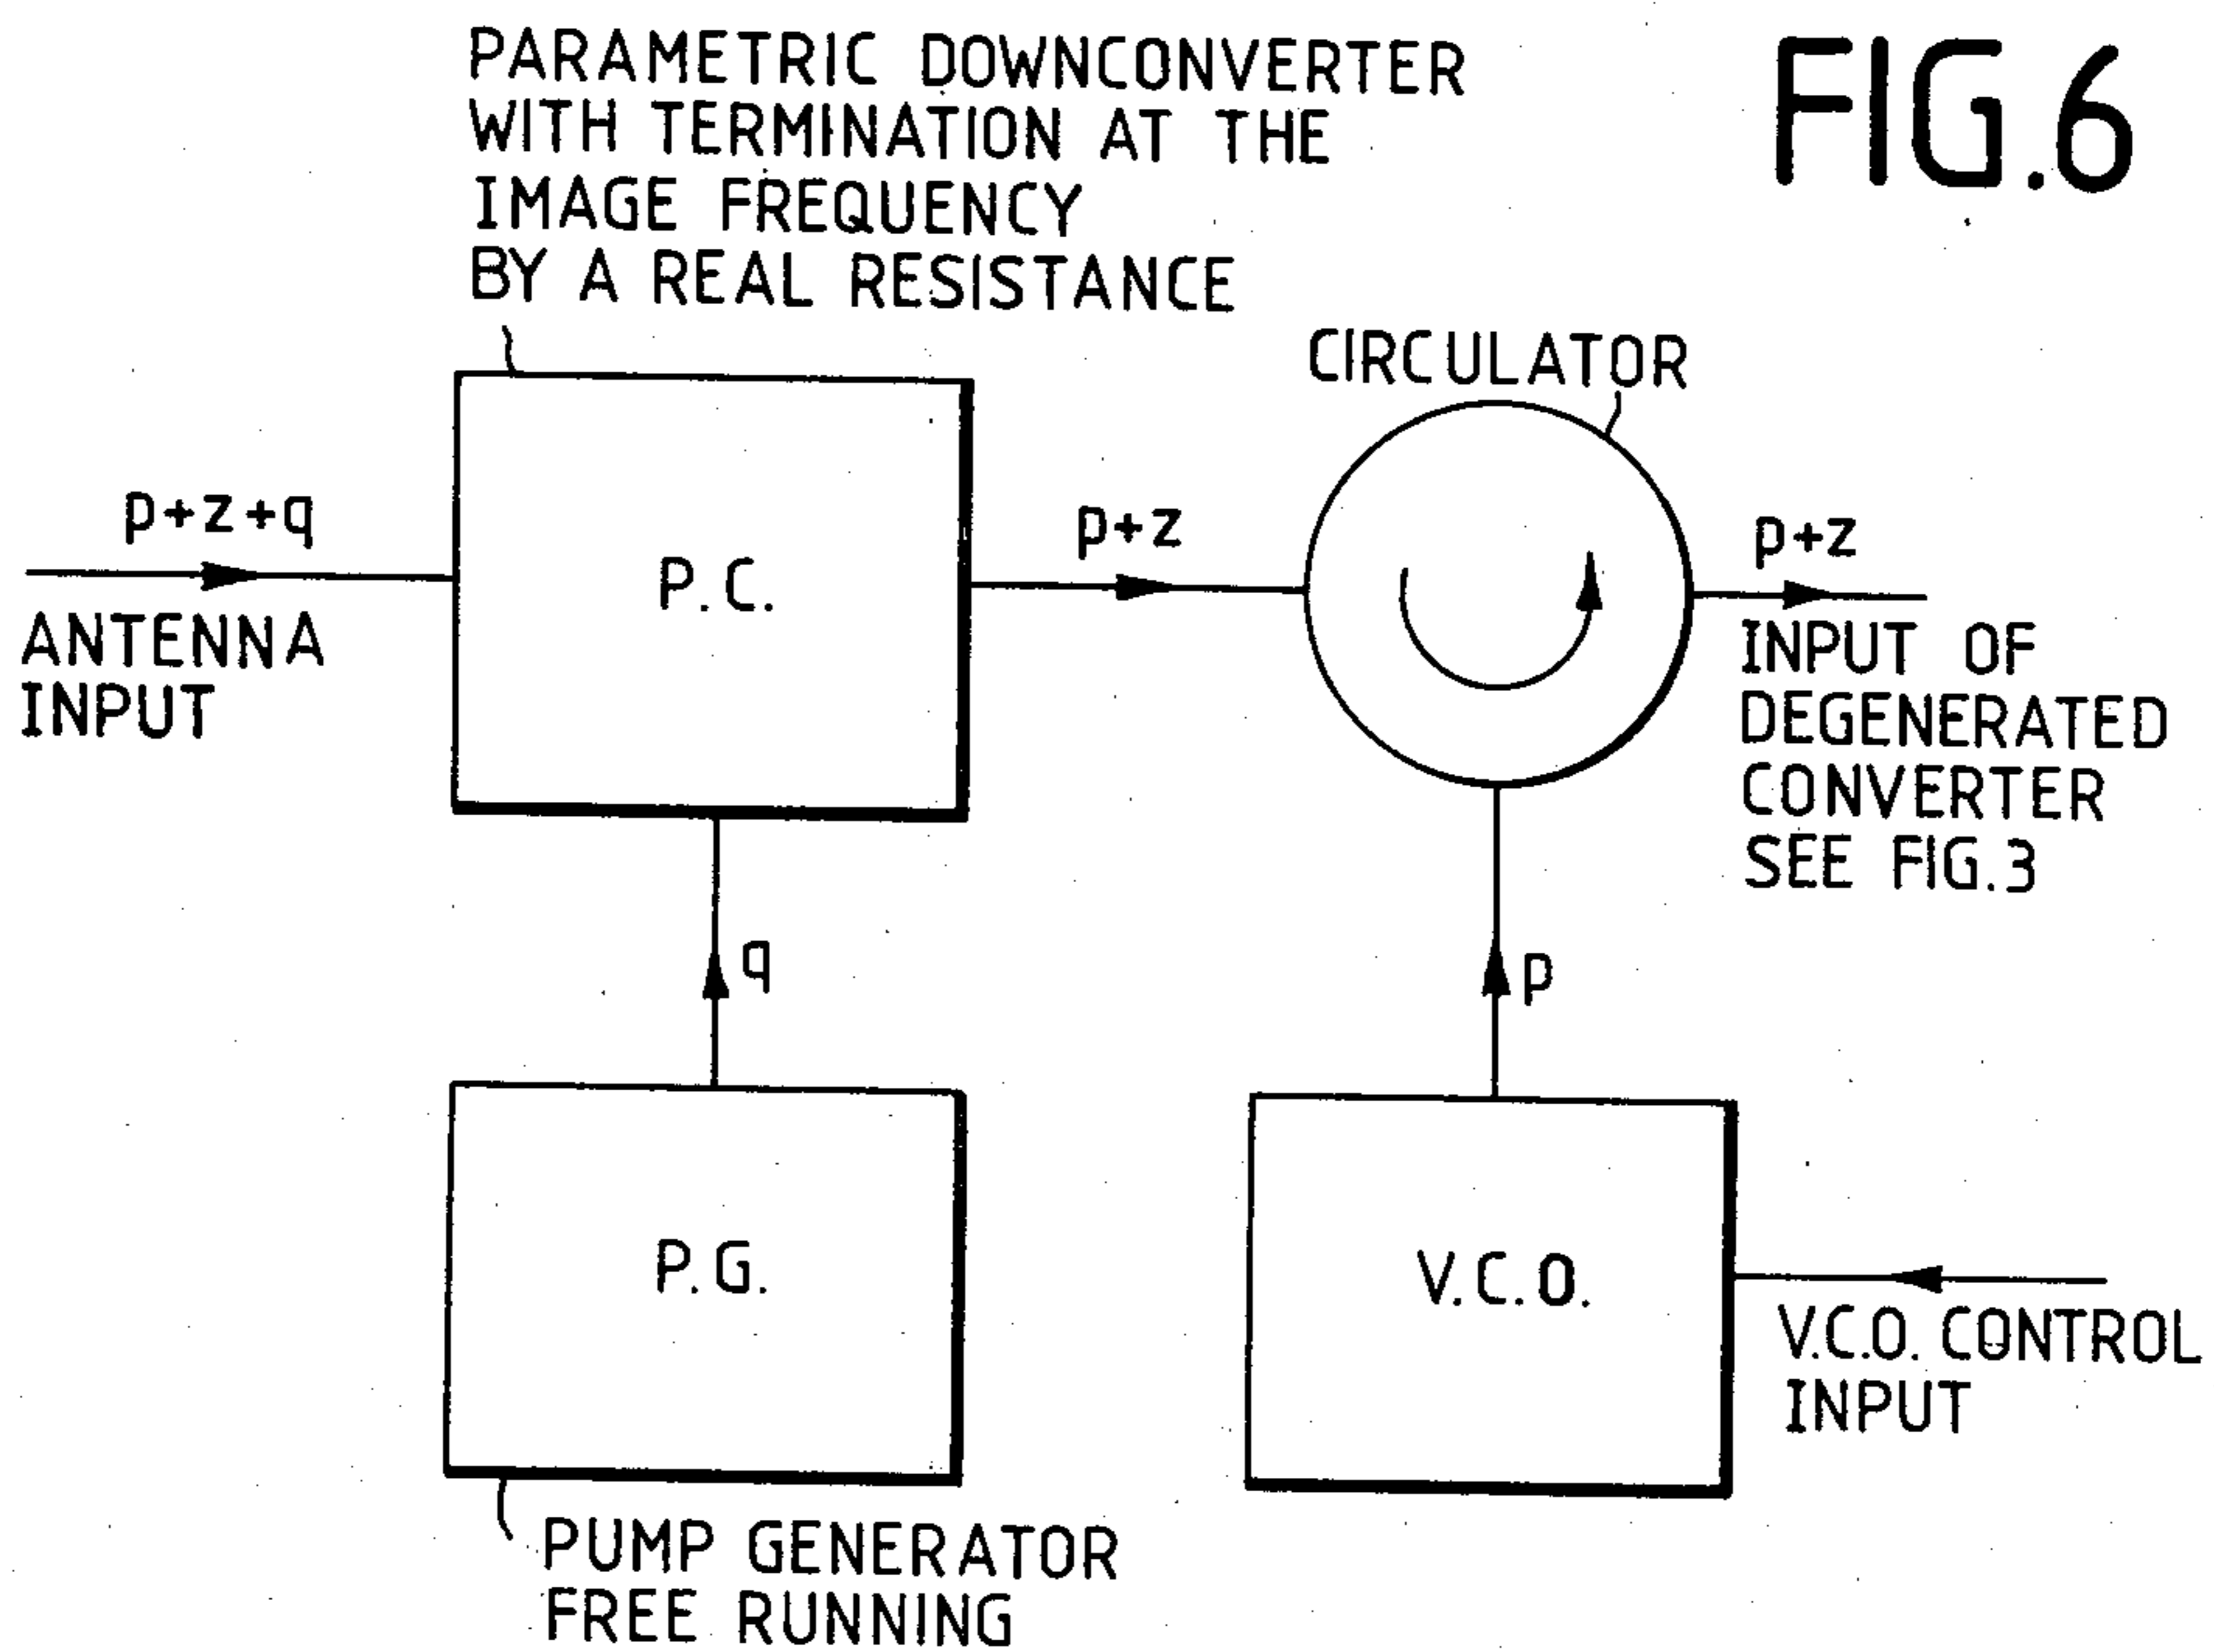 FIG.6
PARAMETRIC DOWNCONVERTER
WITH TERMINATION AT THE
IMAGE FREQUENCY
BY A REAL RESISTANCE
CIRCULATOR
p+z+q
ANTENNA
INPUT
P.C.
p+z
p+z
INPUT OF
DEGENERATED
CONVERTER
SEE FIG.3
q
p
P.G.
V.C.O.
V.C.O. CONTROL
INPUT
PUMP GENERATOR
FREE RUNNING